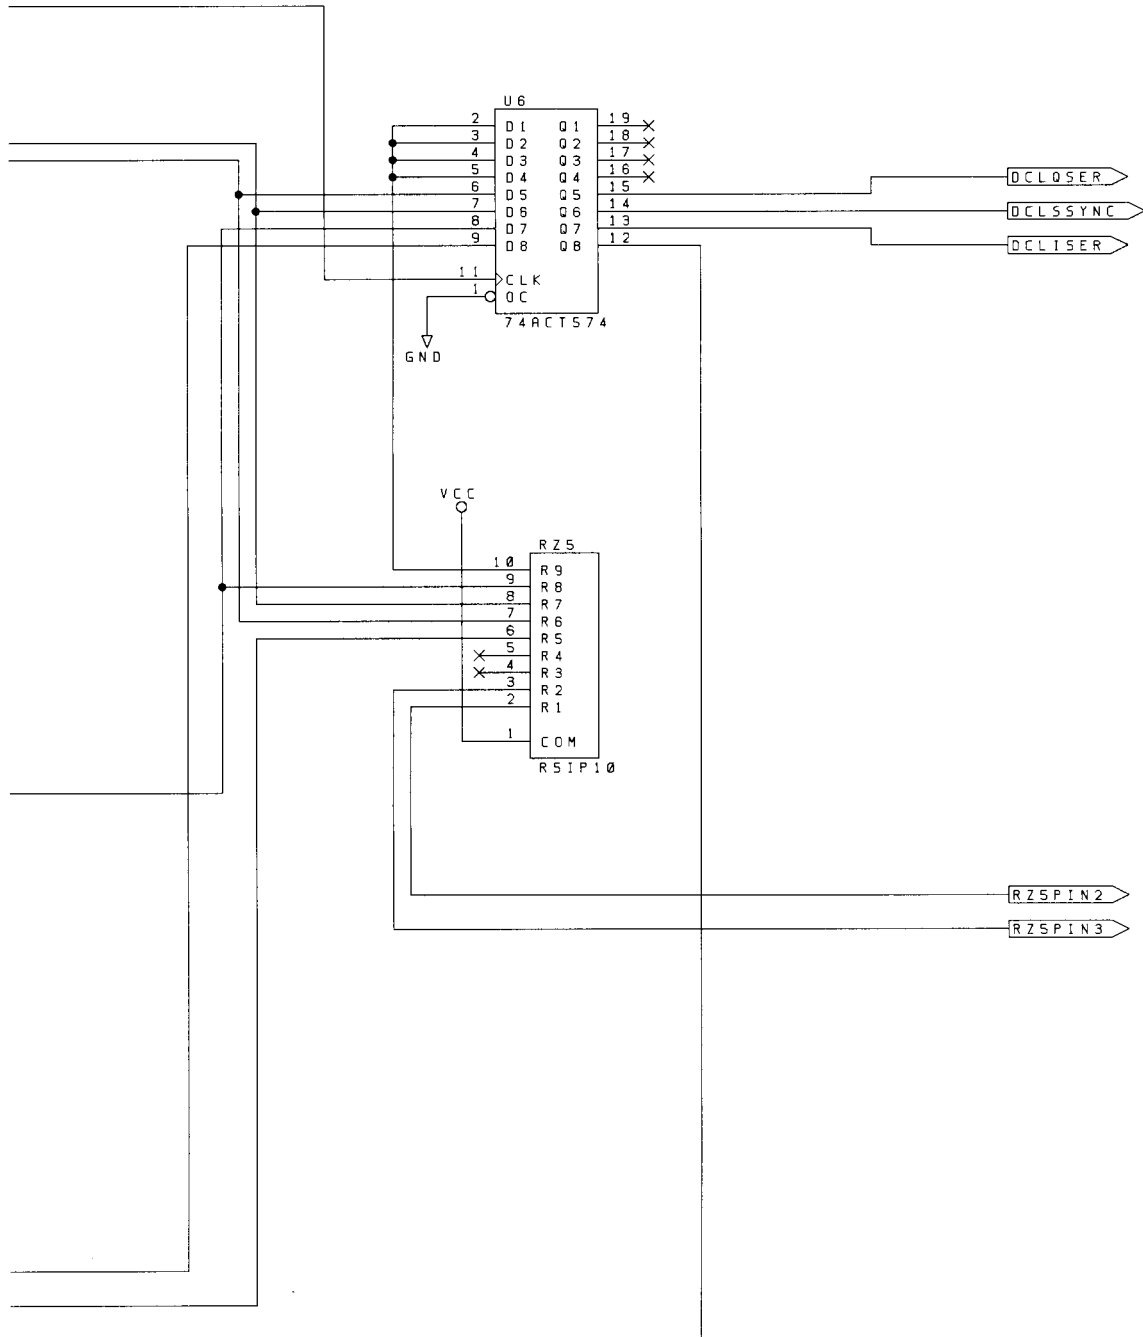 U6
2 D1 Q1 19
3 D2 Q2 18
4 D3 Q3 17
5 D4 Q4 16
6 D5 Q5 15
7 D6 Q6 14
8 D7 Q7 13
9 D8 Q8 12
11 CLK
1 OC
74ACT574
GND
DCLQSER
DCLSSYNC
DCLISER
VCC
RZ5
10 R9
9 R8
8 R7
7 R6
6 R5
5 R4
4 R3
3 R2
2 R1
1 COM
RSIP10
RZ5PIN2
RZ5PIN3